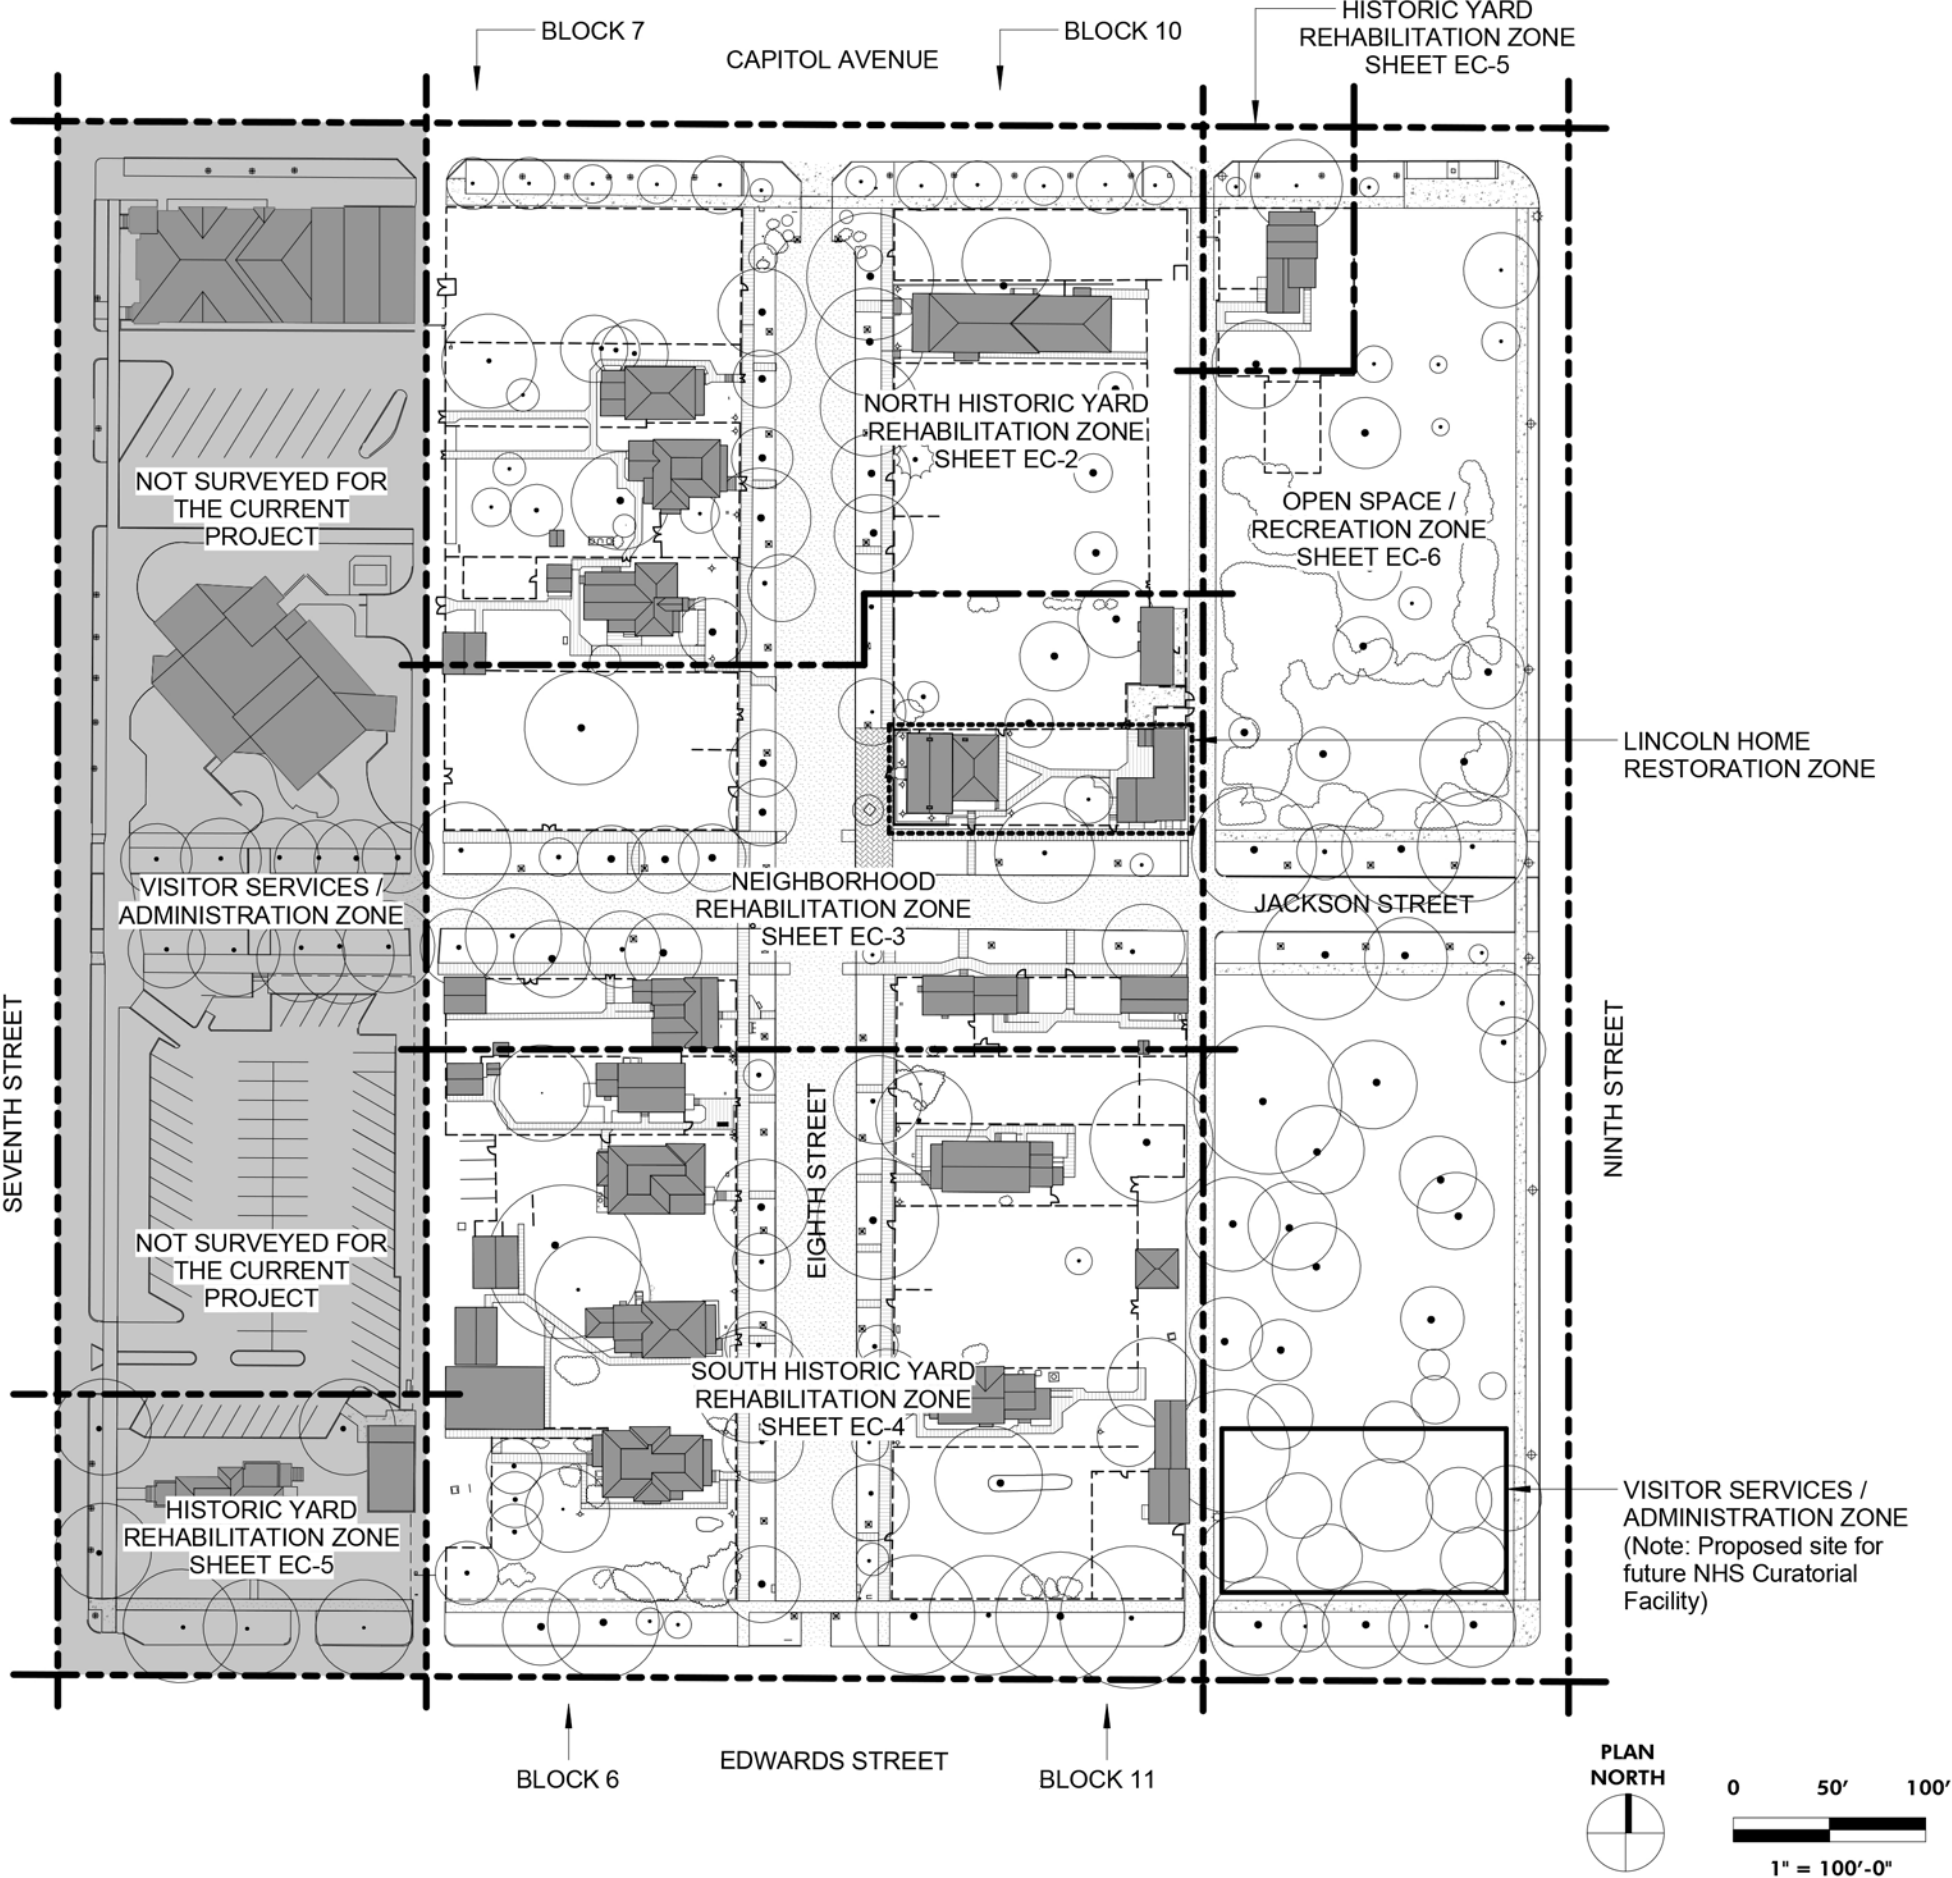 HISTORIC YARD
REHABILITATION ZONE
SHEET EC-5
BLOCK 7
BLOCK 10
CAPITOL AVENUE
NORTH HISTORIC YARD
REHABILITATION ZONE
SHEET EC-2
NOT SURVEYED FOR
THE CURRENT
PROJECT
OPEN SPACE /
RECREATION ZONE
SHEET EC-6
LINCOLN HOME
RESTORATION ZONE
VISITOR SERVICES /
ADMINISTRATION ZONE
NEIGHBORHOOD
REHABILITATION ZONE
SHEET EC-3
JACKSON STREET
SEVENTH STREET
EIGHTH STREET
NINTH STREET
NOT SURVEYED FOR
THE CURRENT
PROJECT
SOUTH HISTORIC YARD
REHABILITATION ZONE
SHEET EC-4
HISTORIC YARD
REHABILITATION ZONE
SHEET EC-5
VISITOR SERVICES /
ADMINISTRATION ZONE
(Note: Proposed site for
future NHS Curatorial
Facility)
BLOCK 6
EDWARDS STREET
BLOCK 11
PLAN
NORTH
0 50' 100'
1" = 100'-0"